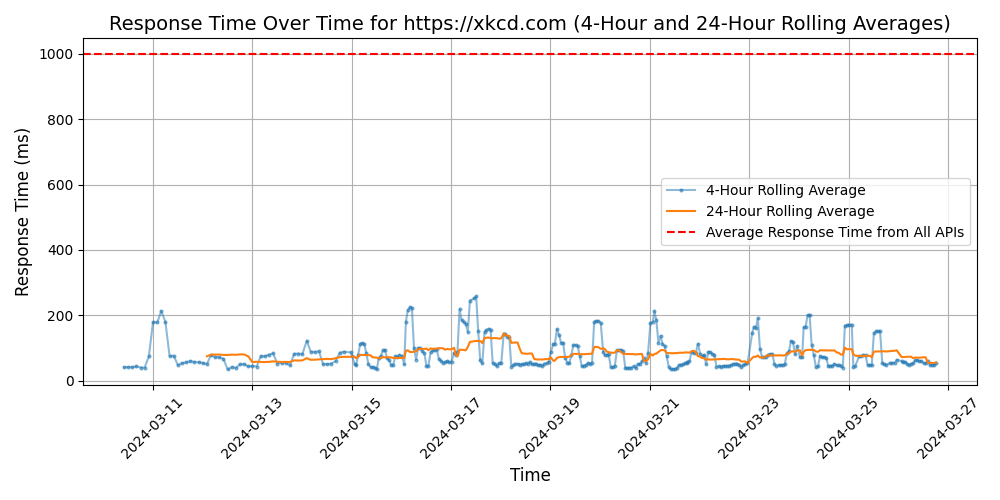 Response Time Over Time for https://xkcd.com (4-Hour and 24-Hour Rolling Averages)
1000
800
600
400
200
0
Response Time (ms)
4-Hour Rolling Average
24-Hour Rolling Average
Average Response Time from All APIs
2024-03-11
2024-03-13
2024-03-15
2024-03-17
2024-03-19
2024-03-21
2024-03-23
2024-03-25
2024-03-27
Time